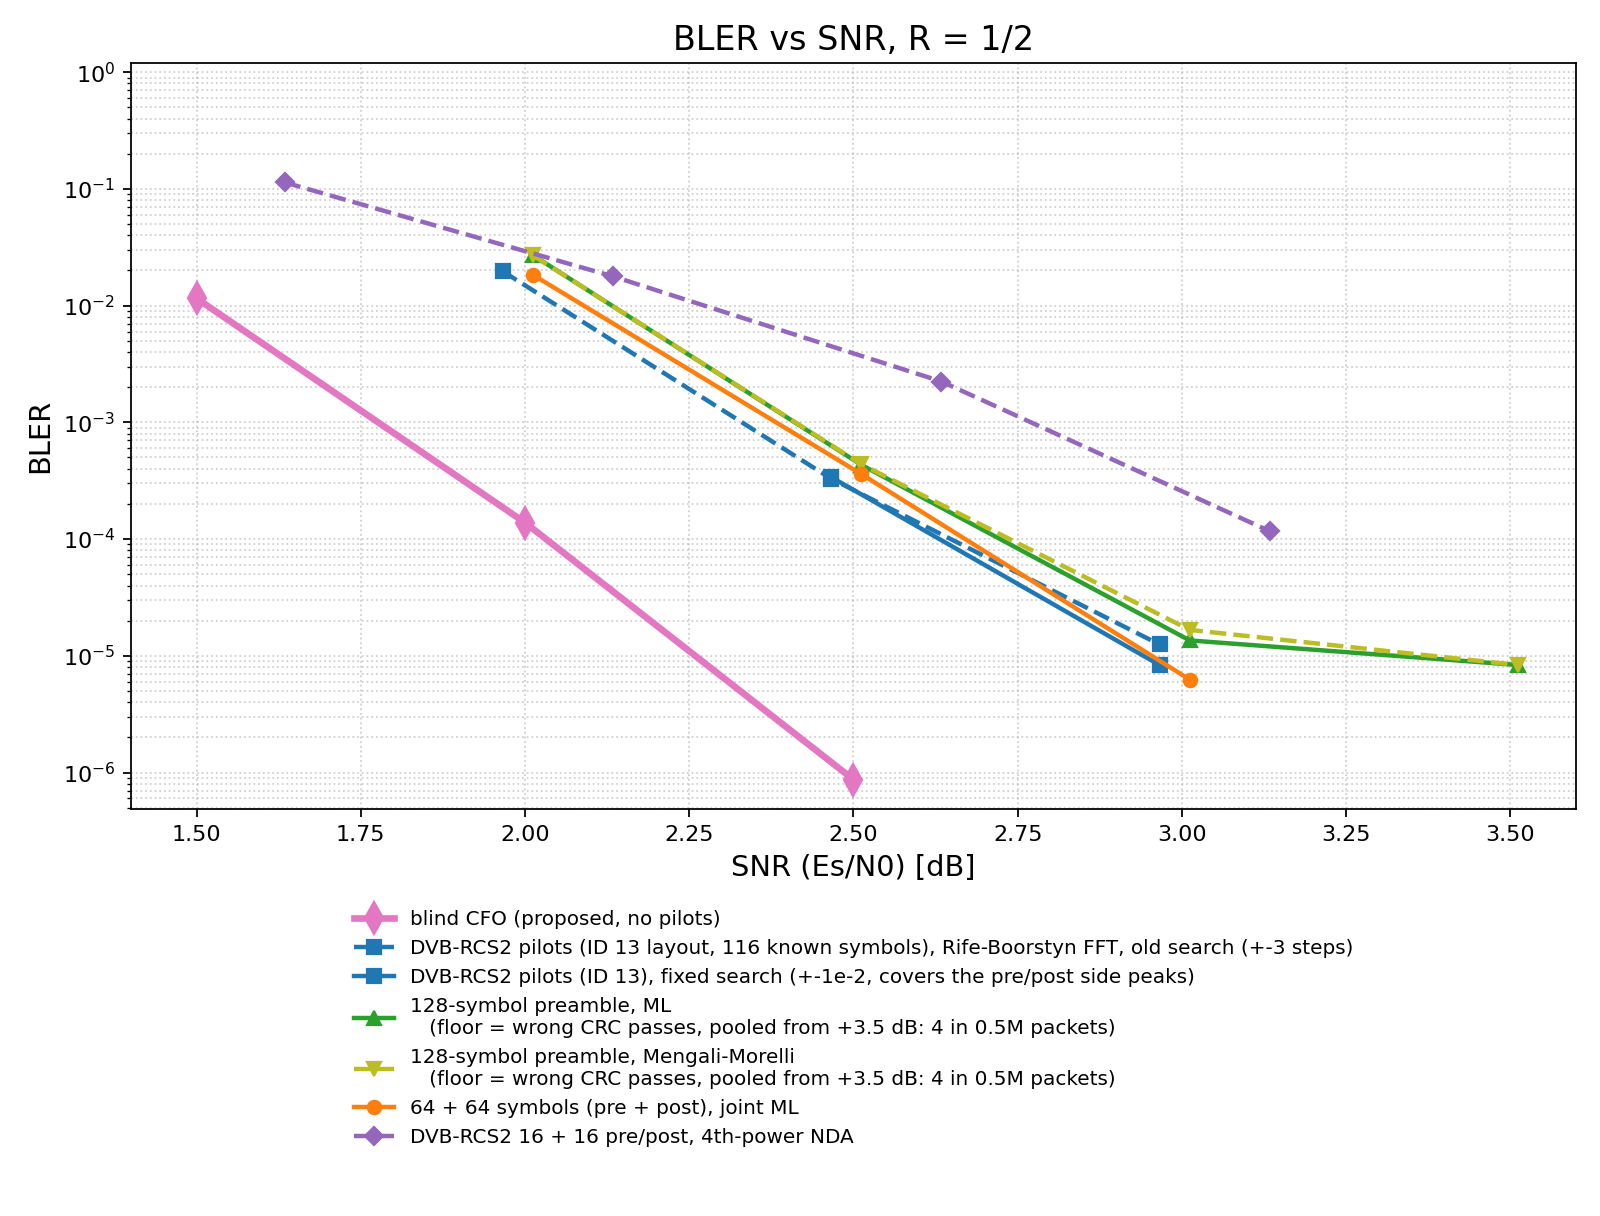 BLER vs SNR, R = 1/2
10⁰
10⁻¹
10⁻²
10⁻³
10⁻⁴
10⁻⁵
10⁻⁶
BLER
1.50 1.75 2.00 2.25 2.50 2.75 3.00 3.25 3.50
SNR (Es/N0) [dB]
blind CFO (proposed, no pilots)
DVB-RCS2 pilots (ID 13 layout, 116 known symbols), Rife-Boorstyn FFT, old search (+-3 steps)
DVB-RCS2 pilots (ID 13), fixed search (+-1e-2, covers the pre/post side peaks)
128-symbol preamble, ML
(floor = wrong CRC passes, pooled from +3.5 dB: 4 in 0.5M packets)
128-symbol preamble, Mengali-Morelli
(floor = wrong CRC passes, pooled from +3.5 dB: 4 in 0.5M packets)
64 + 64 symbols (pre + post), joint ML
DVB-RCS2 16 + 16 pre/post, 4th-power NDA